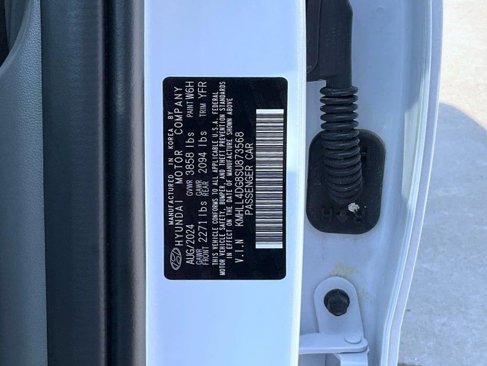 MANUFACTURED IN KOREA BY
HYUNDAI MOTOR COMPANY
AUG/2024 GVWR 3858 lbs PAINT W6H
GAWR FRONT 2271 lbs GAWR REAR 2094 lbs TRIM YFR
THIS VEHICLE CONFORMS TO ALL APPLICABLE U.S.A. FEDERAL
MOTOR VEHICLE SAFETY, BUMPER, AND THEFT PREVENTION STANDARDS
IN EFFECT ON THE DATE OF MANUFACTURE SHOWN ABOVE
V.I.N KMHLL4DG8SU873568
PASSENGER CAR